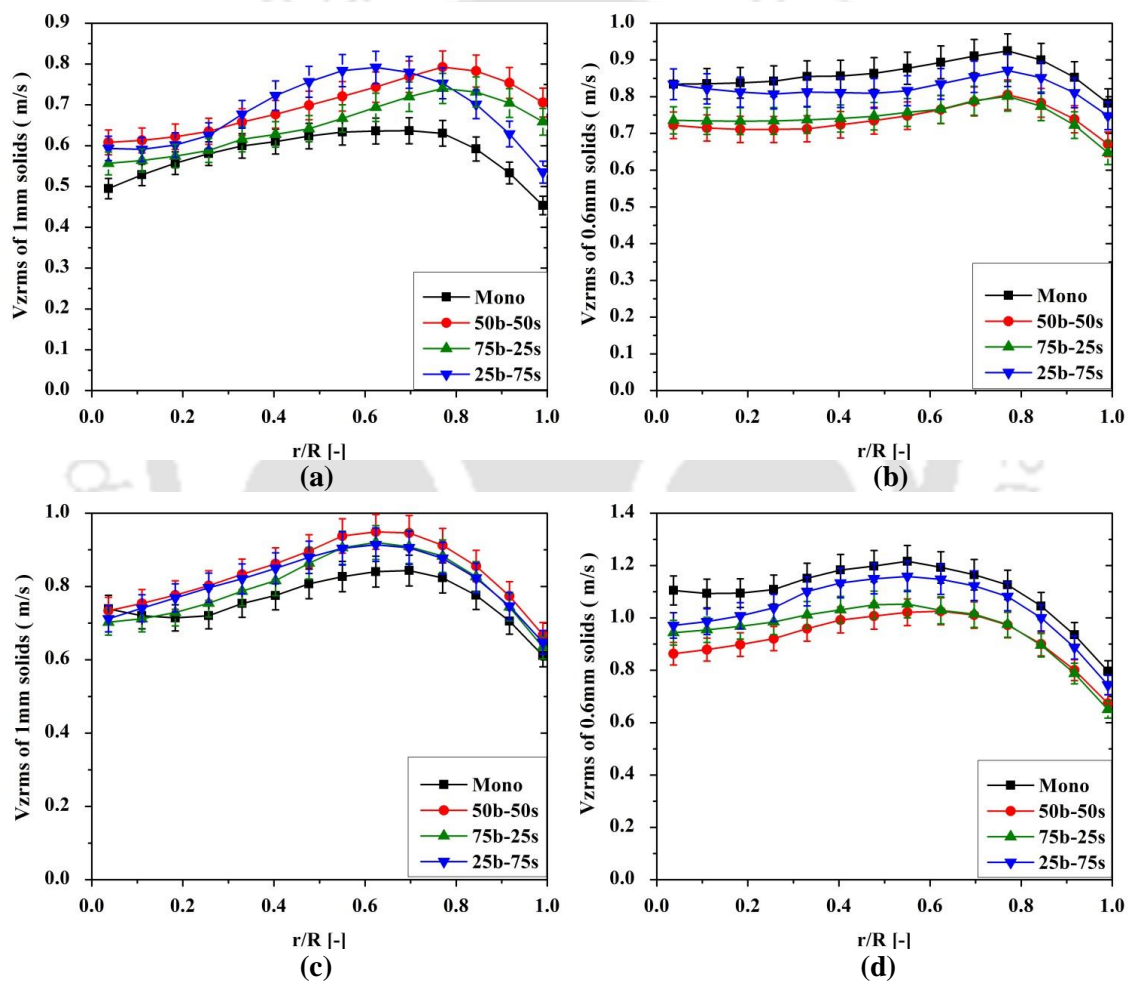 (a)
Vzrms of 1mm solids ( m/s)
0.9
0.8
0.7
0.6
0.5
0.4
0.3
0.2
0.1
0.0
Mono
50b-50s
75b-25s
25b-75s
0.0 0.2 0.4 0.6 0.8 1.0
r/R [-]
(a)
(b)
Vzrms of 0.6mm solids ( m/s)
1.0
0.9
0.8
0.7
0.6
0.5
0.4
0.3
0.2
0.1
0.0
Mono
50b-50s
75b-25s
25b-75s
0.0 0.2 0.4 0.6 0.8 1.0
r/R [-]
(b)
Vzrms of 1mm solids ( m/s)
1.0
0.8
0.6
0.4
0.2
0.0
Mono
50b-50s
75b-25s
25b-75s
0.0 0.2 0.4 0.6 0.8 1.0
r/R [-]
(c)
Vzrms of 0.6mm solids ( m/s)
1.4
1.2
1.0
0.8
0.6
0.4
0.2
0.0
Mono
50b-50s
75b-25s
25b-75s
0.0 0.2 0.4 0.6 0.8 1.0
r/R [-]
(d)